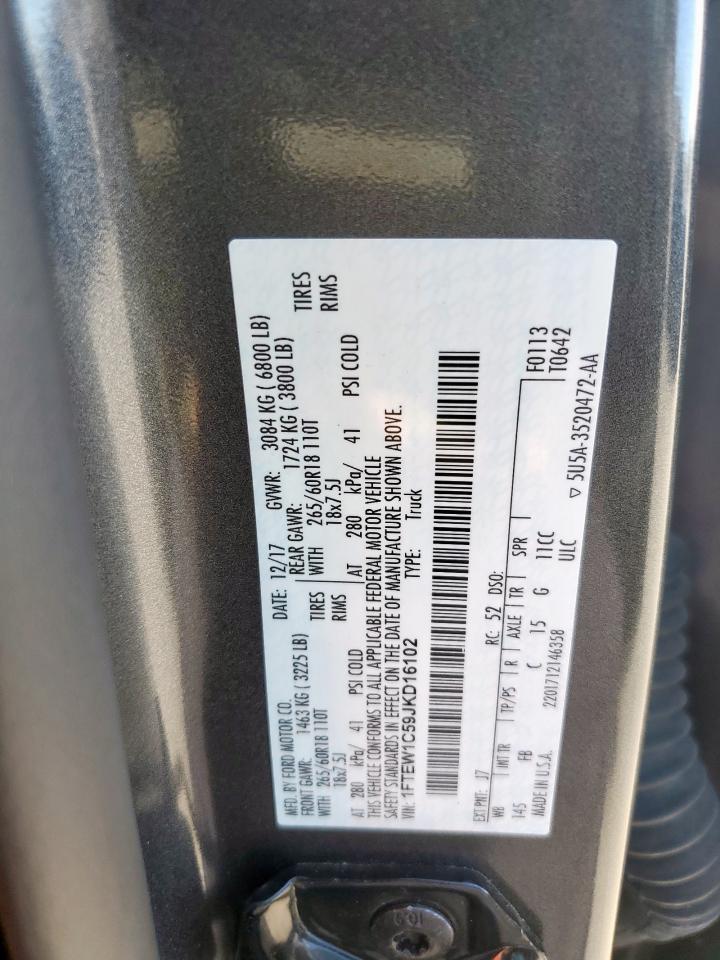 MFD. BY FORD MOTOR CO.
DATE: 12/17 GVWR: 3084 KG ( 6800 LB)
FRONT GAWR: 1463 KG ( 3225 LB) REAR GAWR: 1724 KG ( 3800 LB)
WITH 265/60R18 110T TIRES WITH 265/60R18 110T TIRES
18x7.5J RIMS 18x7.5J RIMS
AT 280 kPa/ 41 PSI COLD AT 280 kPa/ 41 PSI COLD
THIS VEHICLE CONFORMS TO ALL APPLICABLE FEDERAL MOTOR VEHICLE
SAFETY STANDARDS IN EFFECT ON THE DATE OF MANUFACTURE SHOWN ABOVE.
VIN: 1FTEW1C59JKD16102 TYPE: Truck
F0113
T0642
EXT PNT: J7 RC: 52 DSO:
WB INT TR TP/PS R AXLE TR SPR
145 FB C 15 G 11CC
ULC
MADE IN U.S.A. 2201712146358 ▽ 5U5A-3520472-AA
10.9